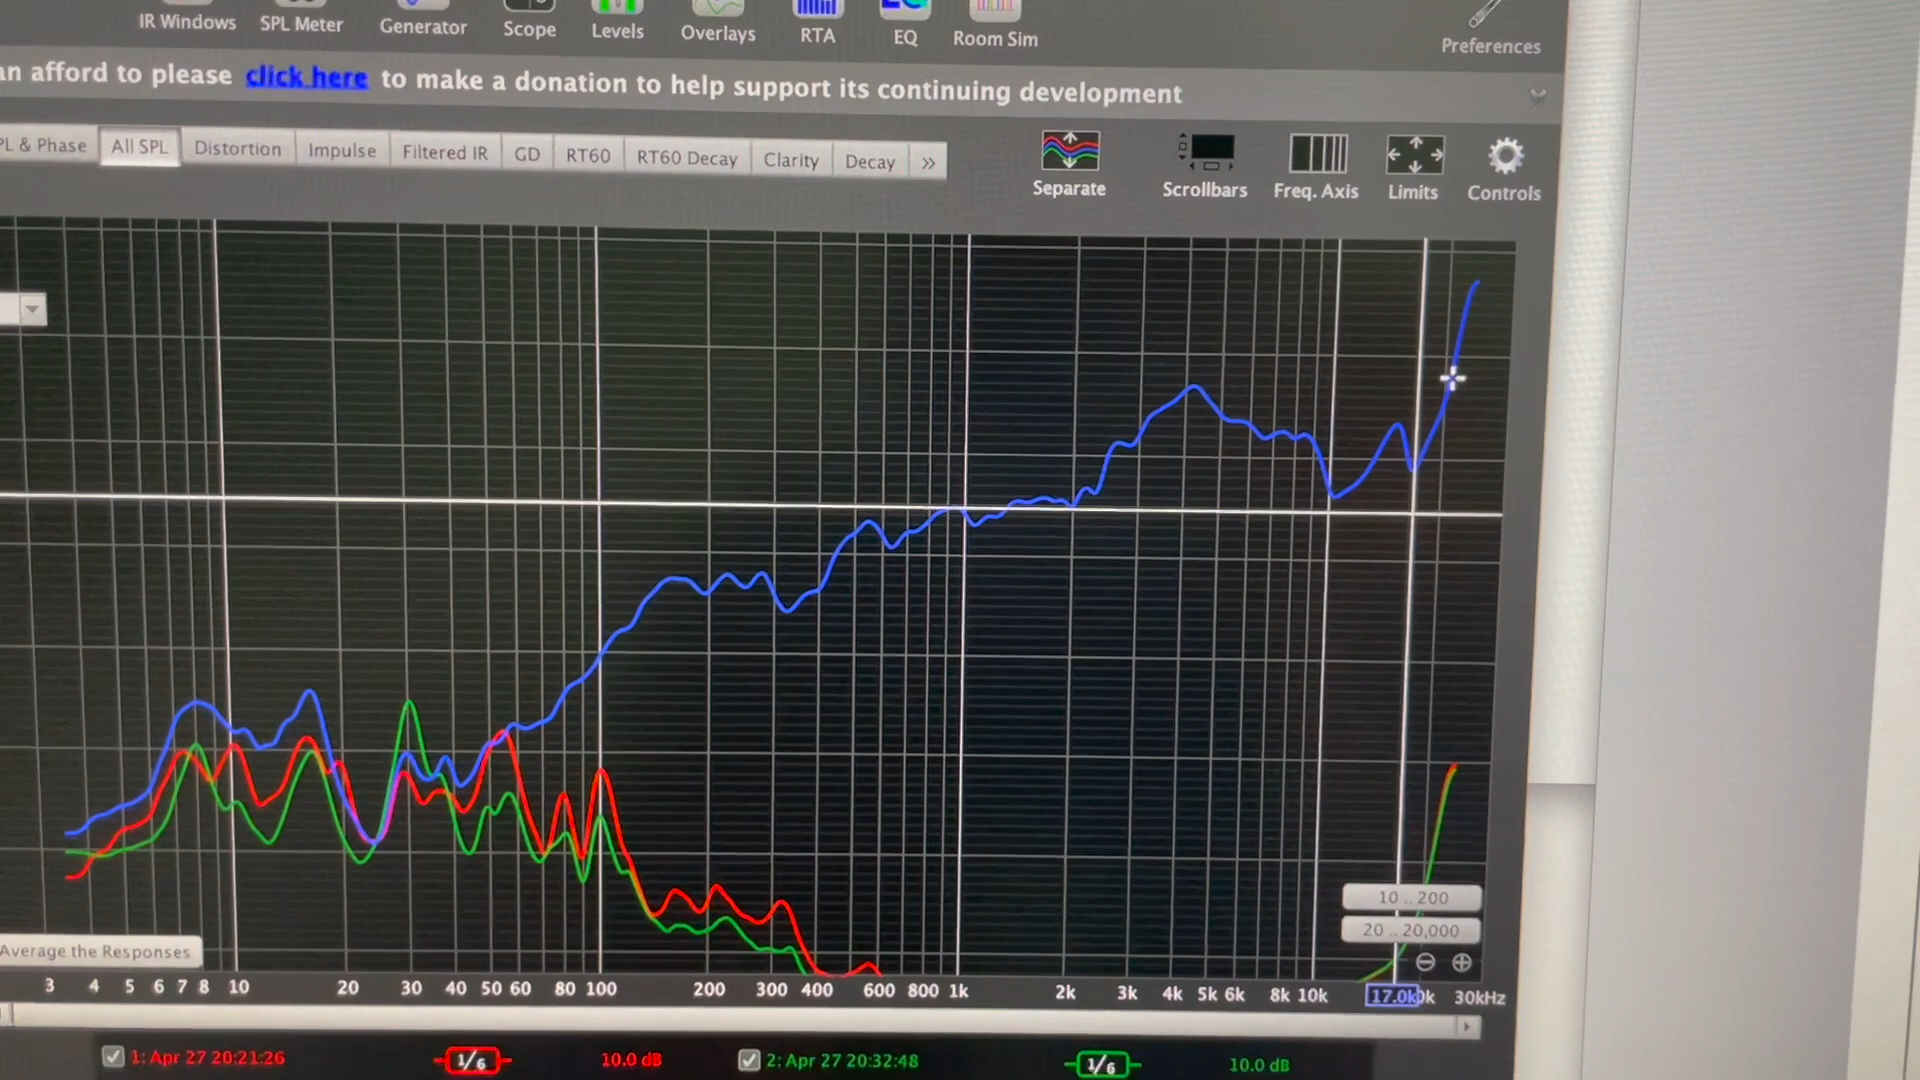 IR Windows SPL Meter Generator Scope Levels Overlays RTA EQ Room Sim Preferences
an afford to please click here to make a donation to help support its continuing development
PL & Phase All SPL Distortion Impulse Filtered IR GD RT60 RT60 Decay Clarity Decay »
Separate Scrollbars Freq. Axis Limits Controls
10 .. 200
20 .. 20,000
Average the Responses
3 4 5 6 7 8 10 20 30 40 50 60 80 100 200 300 400 600 800 1k 2k 3k 4k 5k 6k 8k 10k 17.0k 0k 30kHz
1: Apr 27 20:21:26 1/6 10.0 dB 2: Apr 27 20:32:48 1/6 10.0 dB